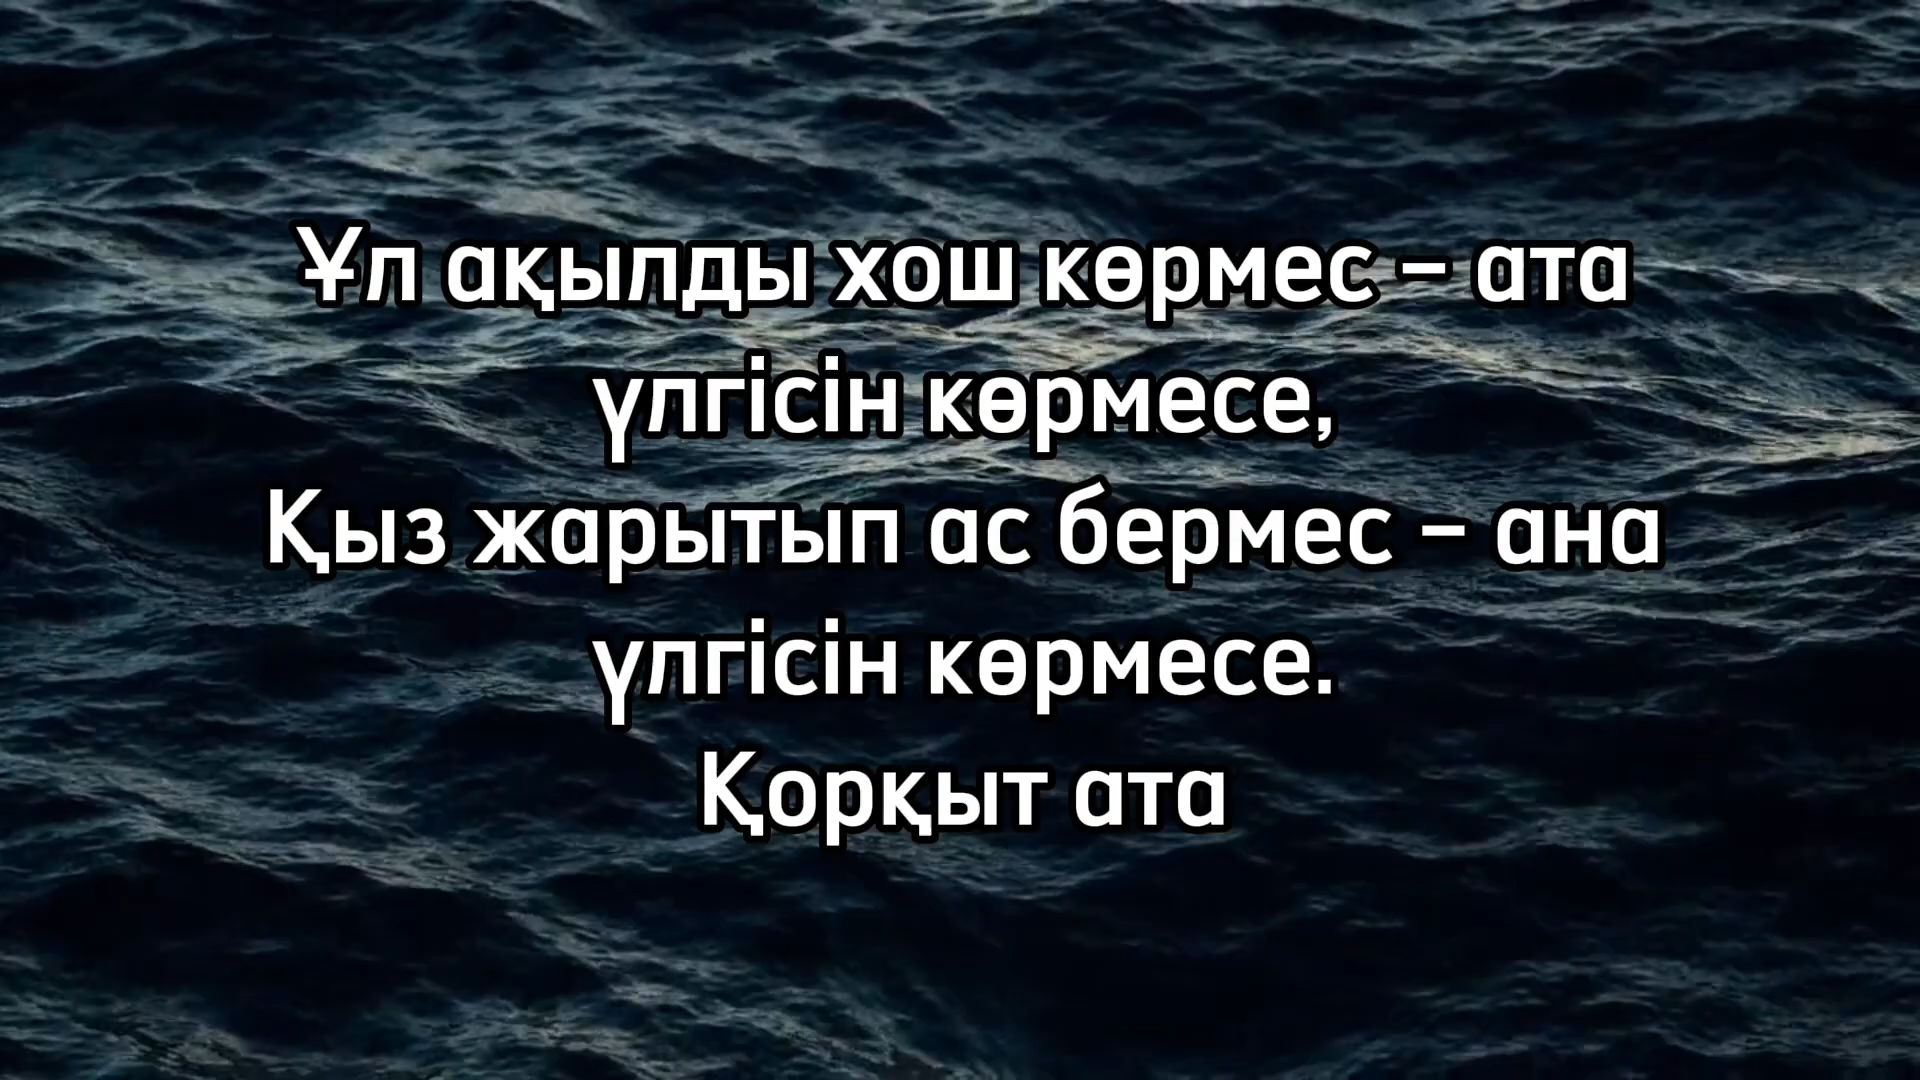 Ұл ақылды хош көрмес – ата
үлгісін көрмесе,
Қыз жарытып ас бермес – ана
үлгісін көрмесе.
Қорқыт ата